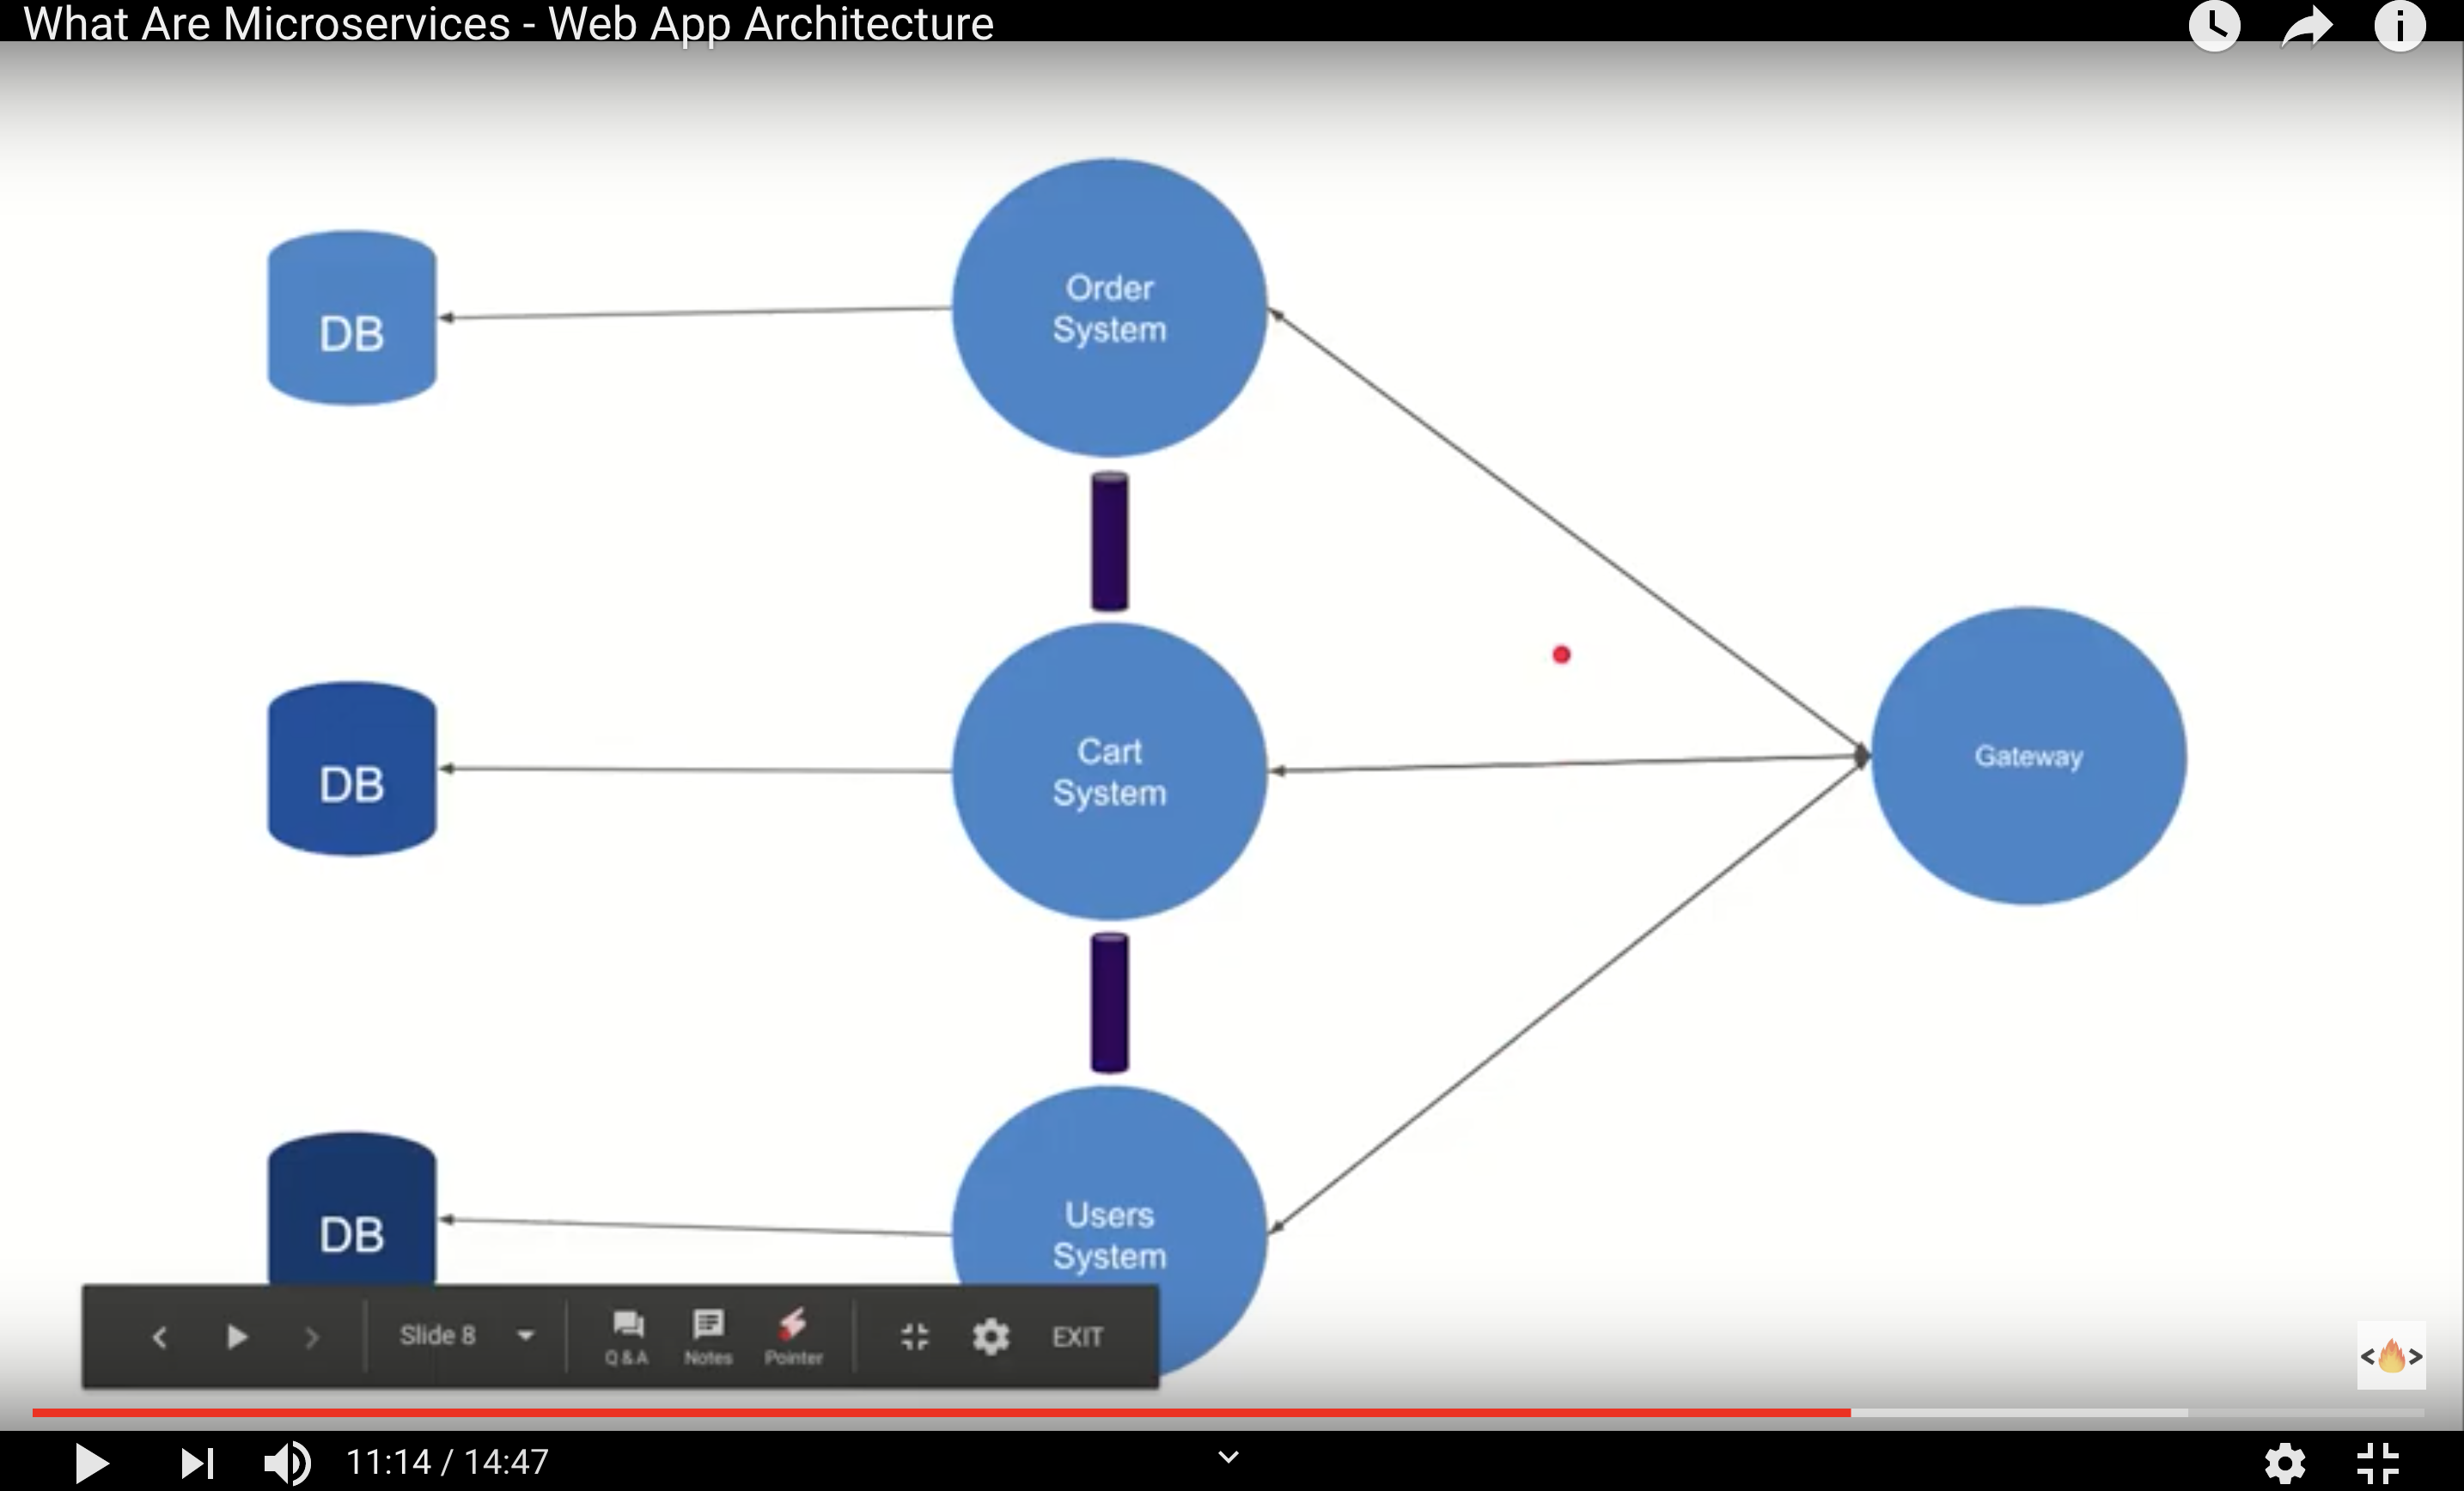 What Are Microservices - Web App Architecture
Order
System
DB
Cart
System
DB
Gateway
Users
System
DB
Slide 8
Q & A
Notes
Pointer
EXIT
< >
11:14 / 14:47